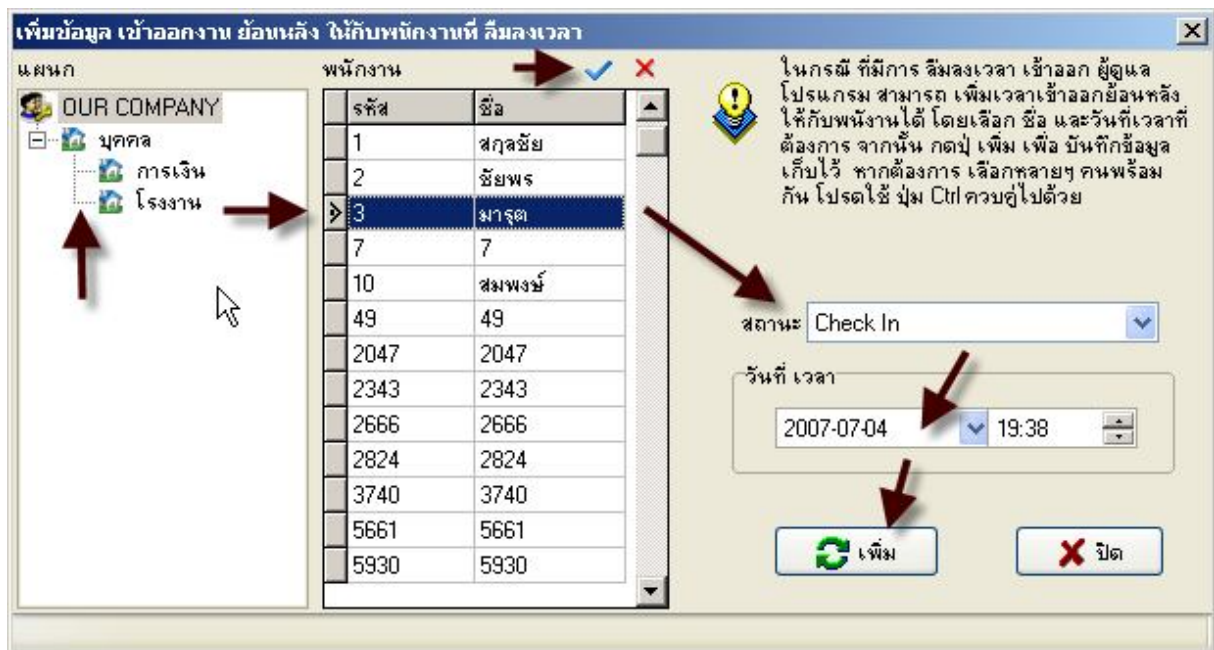 เพิ่มข้อมูล เข้าออกงาน ย้อนหลัง ให้กับพนักงานที่ ลืมลงเวลา
แผนก
OUR COMPANY
บุคคล
การเงิน
โรงงาน
พนักงาน
รหัส ชื่อ
1 สกุลชัย
2 ชัยพร
3 มารุต
7 7
10 สมพงษ์
49 49
2047 2047
2343 2343
2666 2666
2824 2824
3740 3740
5661 5661
5930 5930
ในกรณี ที่มีการ ลืมลงเวลา เข้าออก ผู้ดูแล
โปรแกรม สามารถ เพิ่มเวลาเข้าออกย้อนหลัง
ให้กับพนังานได้ โดยเลือก ชื่อ และวันที่เวลาที่
ต้องการ จากนั้น กดปุ่ เพิ่ม เพื่อ บันทึกข้อมูล
เก็บไว้ หากต้องการ เลือกหลายๆ คนพร้อม
กัน โปรดใช้ ปุ่ม Ctrl ควบคู่ไปด้วย
สถานะ Check In
วันที่ เวลา
2007-07-04 19:38
เพิ่ม ปิด